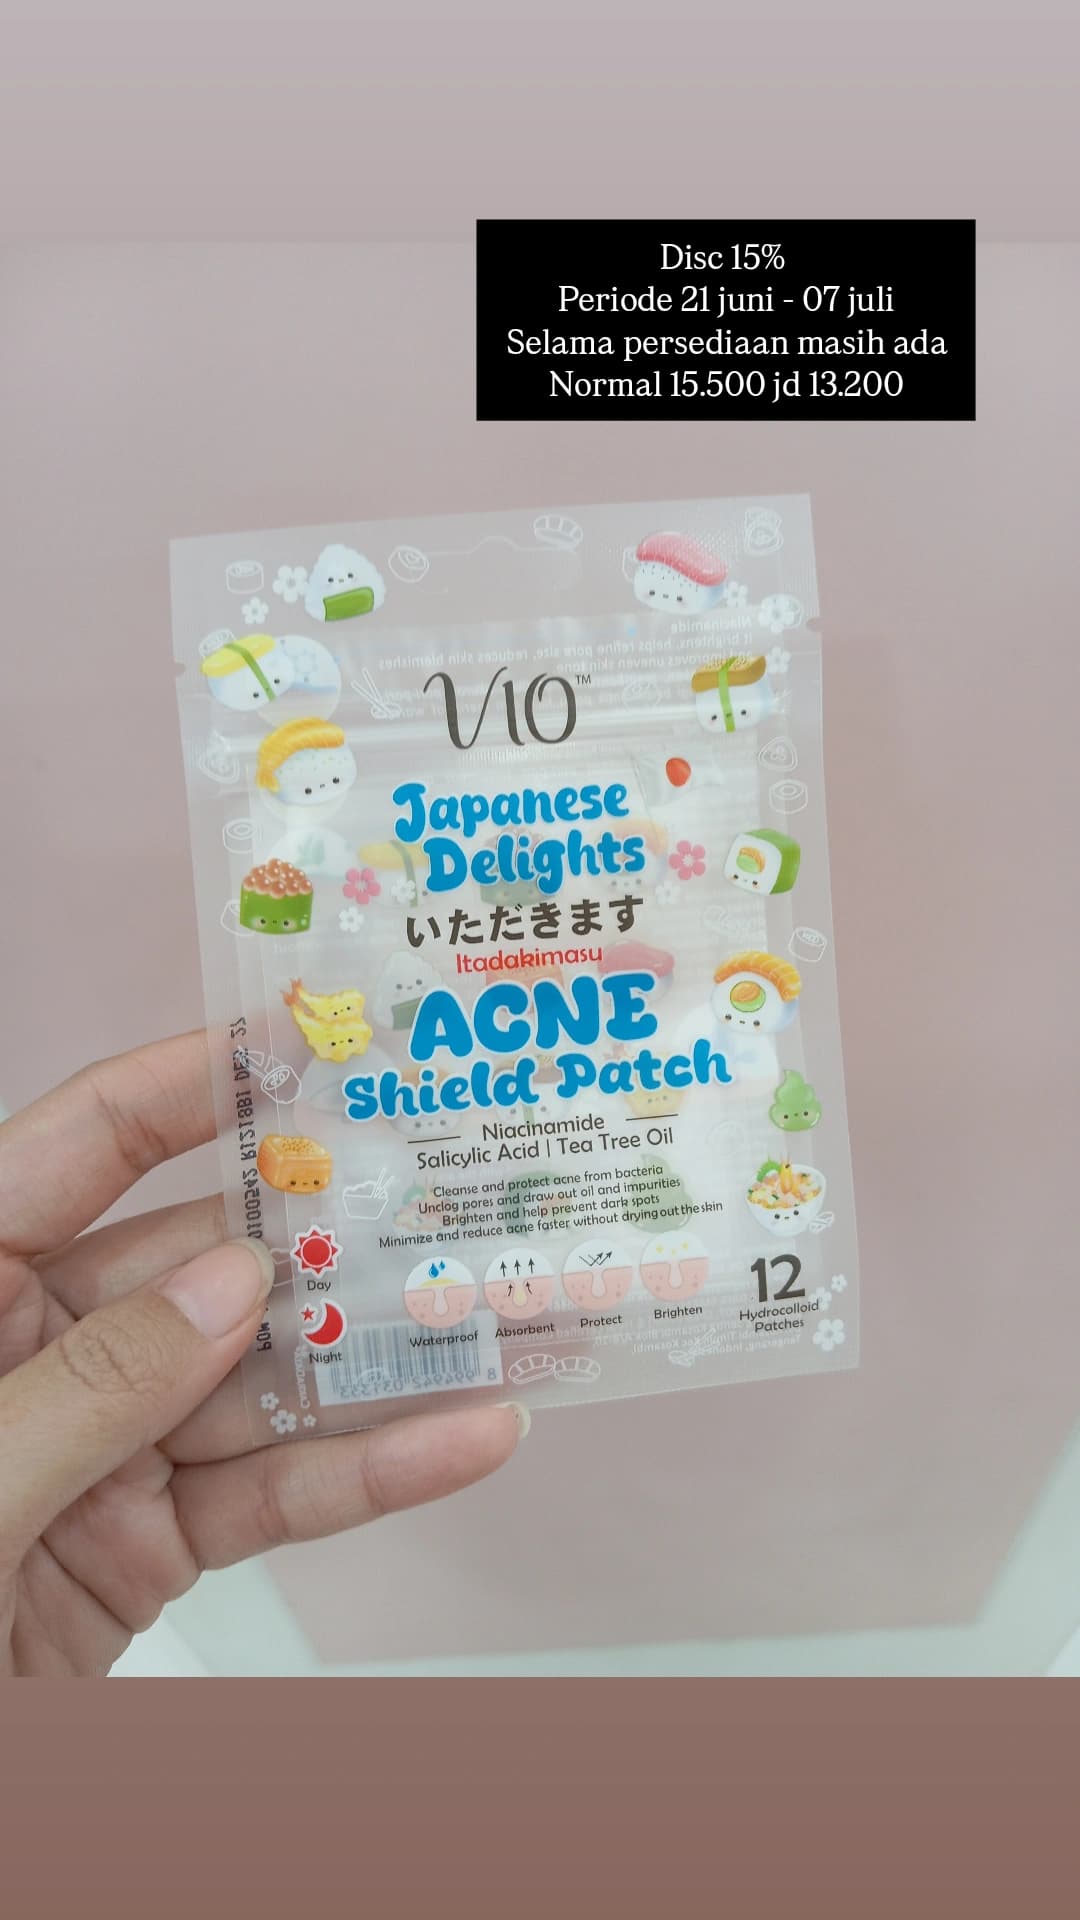 Disc 15%
Periode 21 juni - 07 juli
Selama persediaan masih ada
Normal 15.500 jd 13.200
VIO™
Japanese
Delights
いただきます
Itadakimasu
ACNE
Shield Patch
Niacinamide
Salicylic Acid | Tea Tree Oil
Cleanse and protect acne from bacteria
Unclog pores and draw out oil and impurities
Brighten and help prevent dark spots
Minimize and reduce acne faster without drying out the skin
Day
Night
Waterproof
Absorbent
Protect
Brighten
12
Hydrocolloid
Patches